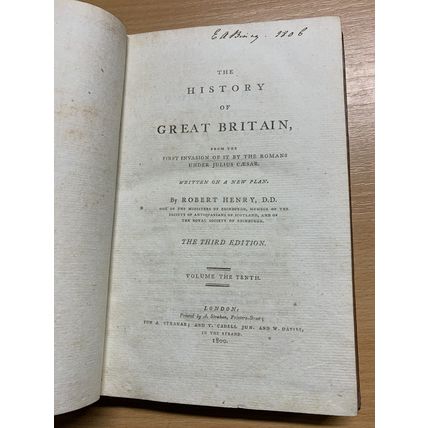 1806
THE
HISTORY
OF
GREAT BRITAIN,
FROM THE
FIRST INVASION OF IT BY THE ROMANS
UNDER JULIUS CÆSAR.
WRITTEN ON A NEW PLAN.
By ROBERT HENRY, D.D.
ONE OF THE MINISTERS OF EDINBURGH, MEMBER OF THE
SOCIETY OF ANTIQUARIANS OF SCOTLAND, AND OF
THE ROYAL SOCIETY OF EDINBURGH.
THE THIRD EDITION.
VOLUME THE TENTH.
LONDON:
Printed by A. Strahan, Printers-Street;
FOR A. STRAHAN; AND T. CADELL JUN. AND W. DAVIES,
IN THE STRAND.
1800.